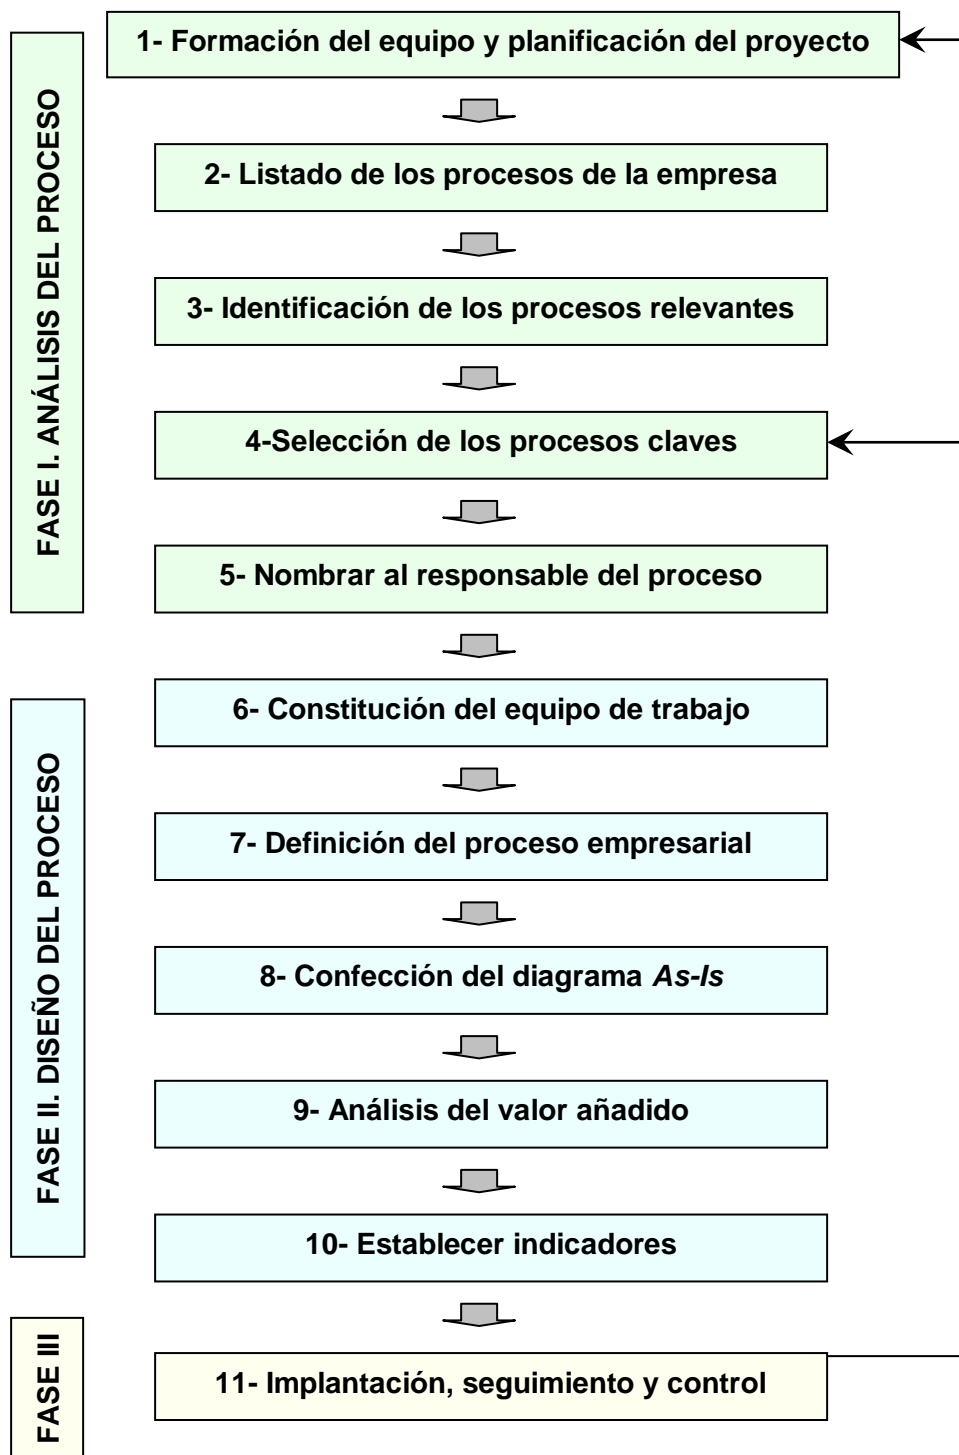 FASE I. ANÁLISIS DEL PROCESO
1- Formación del equipo y planificación del proyecto
2- Listado de los procesos de la empresa
3- Identificación de los procesos relevantes
4-Selección de los procesos claves
5- Nombrar al responsable del proceso
FASE II. DISEÑO DEL PROCESO
6- Constitución del equipo de trabajo
7- Definición del proceso empresarial
8- Confección del diagrama As-Is
9- Análisis del valor añadido
10- Establecer indicadores
FASE III
11- Implantación, seguimiento y control